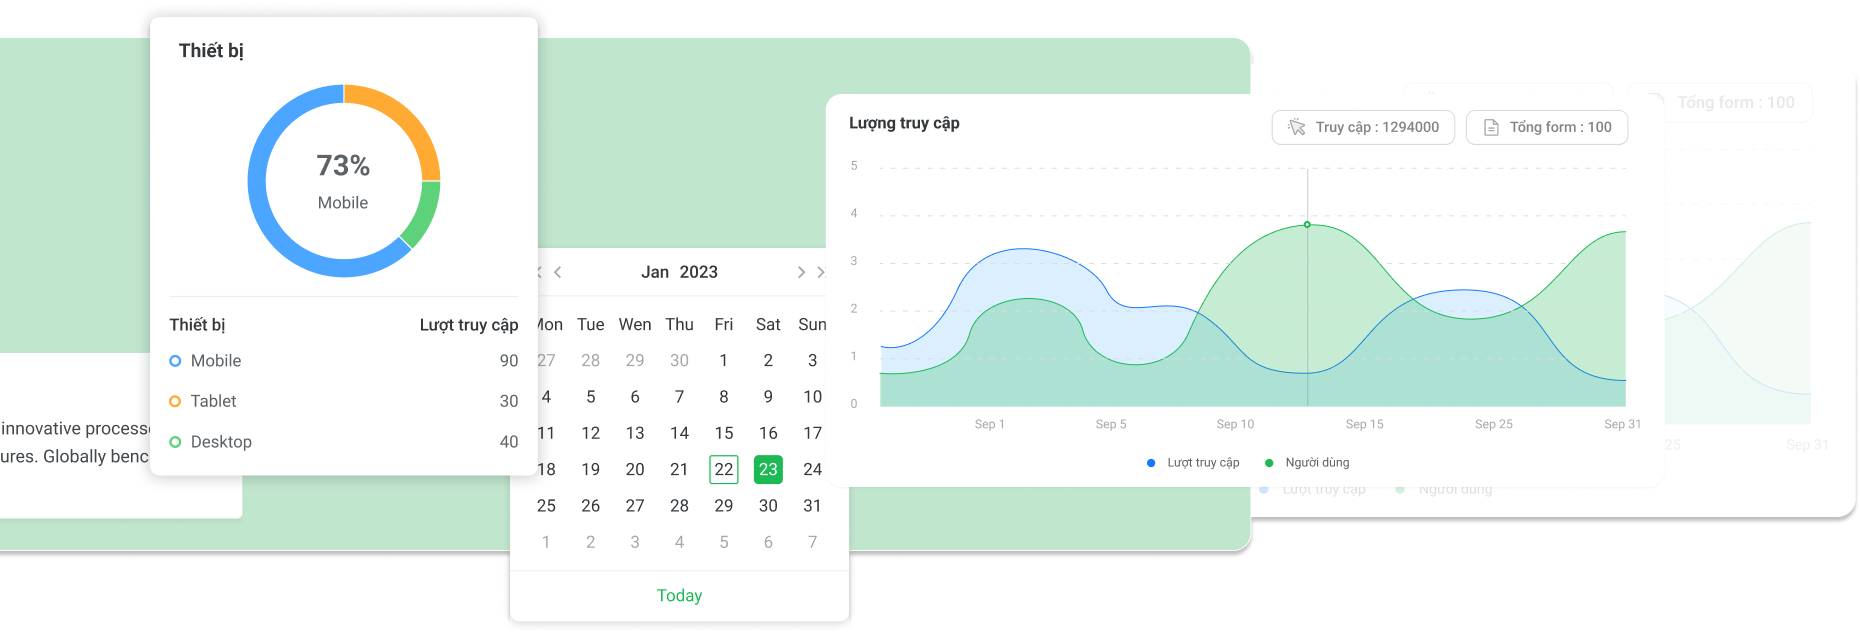 Thiết bị
73%
Mobile
Thiết bị Lượt truy cập
Mobile 90
Tablet 30
Desktop 40
innovative process
ures. Globally benc
Jan 2023
Mon Tue Wen Thu Fri Sat Sun
27 28 29 30 1 2 3
4 5 6 7 8 9 10
11 12 13 14 15 16 17
18 19 20 21 22 23 24
25 26 27 28 29 30 31
1 2 3 4 5 6 7
Today
Lượng truy cập
Truy cập : 1294000
Tổng form : 100
5
4
3
2
1
0
Sep 1 Sep 5 Sep 10 Sep 15 Sep 25 Sep 31
Lượt truy cập Người dùng
Tổng form : 100
25 Sep 31
Lượt truy cập Người dùng